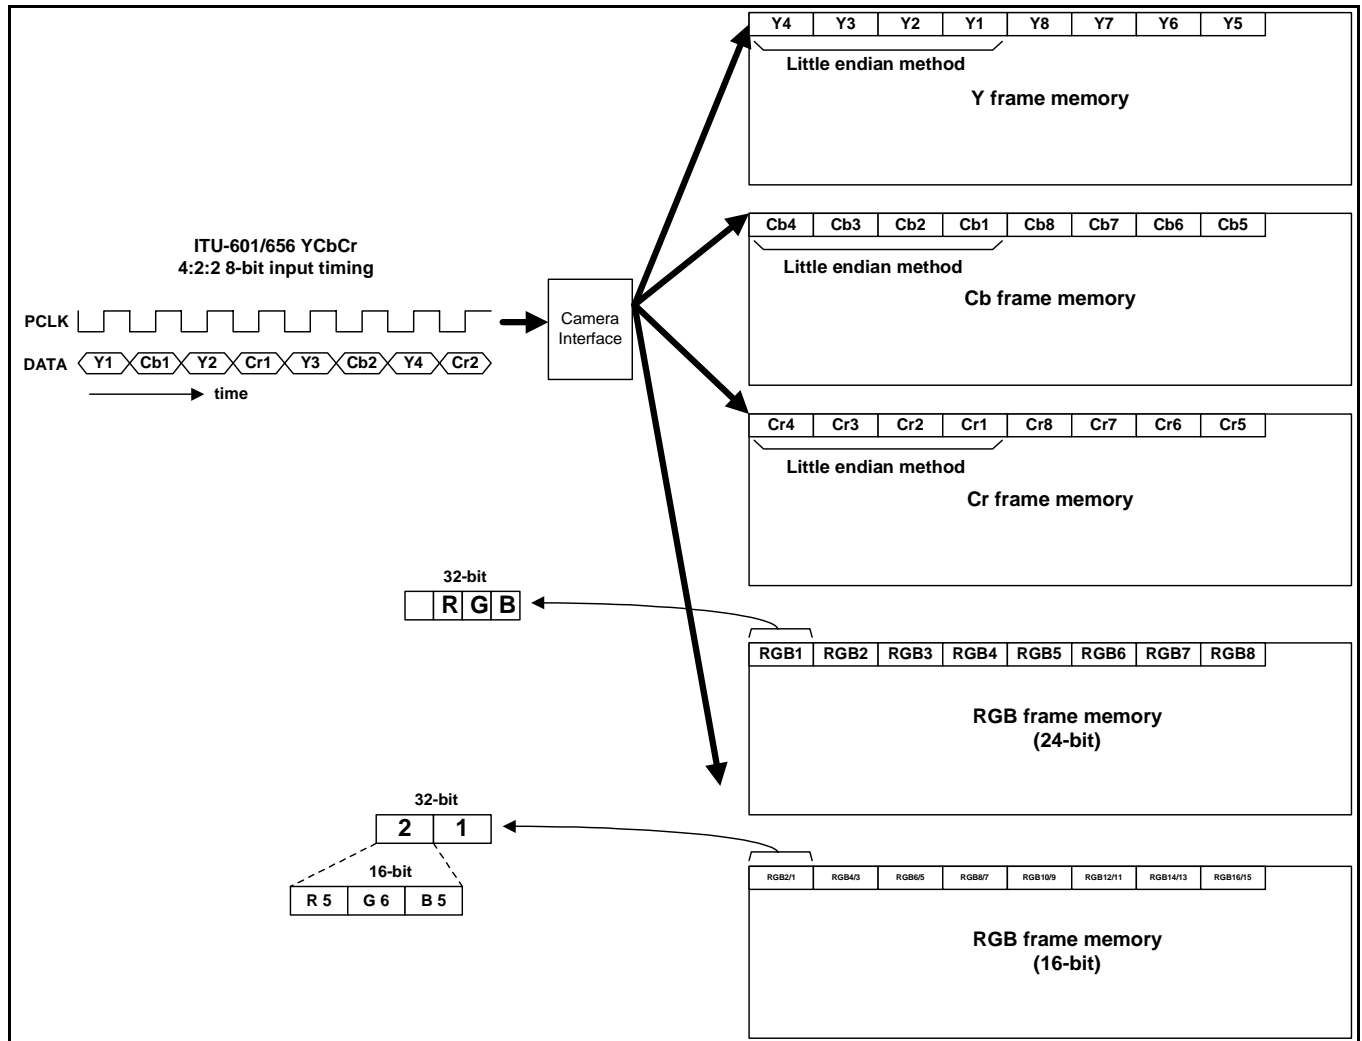 Y4 Y3 Y2 Y1 Y8 Y7 Y6 Y5
Little endian method
Y frame memory
Cb4 Cb3 Cb2 Cb1 Cb8 Cb7 Cb6 Cb5
Little endian method
Cb frame memory
ITU-601/656 YCbCr
4:2:2 8-bit input timing
PCLK
DATA Y1 Cb1 Y2 Cr1 Y3 Cb2 Y4 Cr2
time
Camera
Interface
Cr4 Cr3 Cr2 Cr1 Cr8 Cr7 Cr6 Cr5
Little endian method
Cr frame memory
32-bit
R G B
RGB1 RGB2 RGB3 RGB4 RGB5 RGB6 RGB7 RGB8
RGB frame memory
(24-bit)
32-bit
2 1
16-bit
R 5 G 6 B 5
RGB2/1 RGB4/3 RGB6/5 RGB8/7 RGB10/9 RGB12/11 RGB14/13 RGB16/15
RGB frame memory
(16-bit)